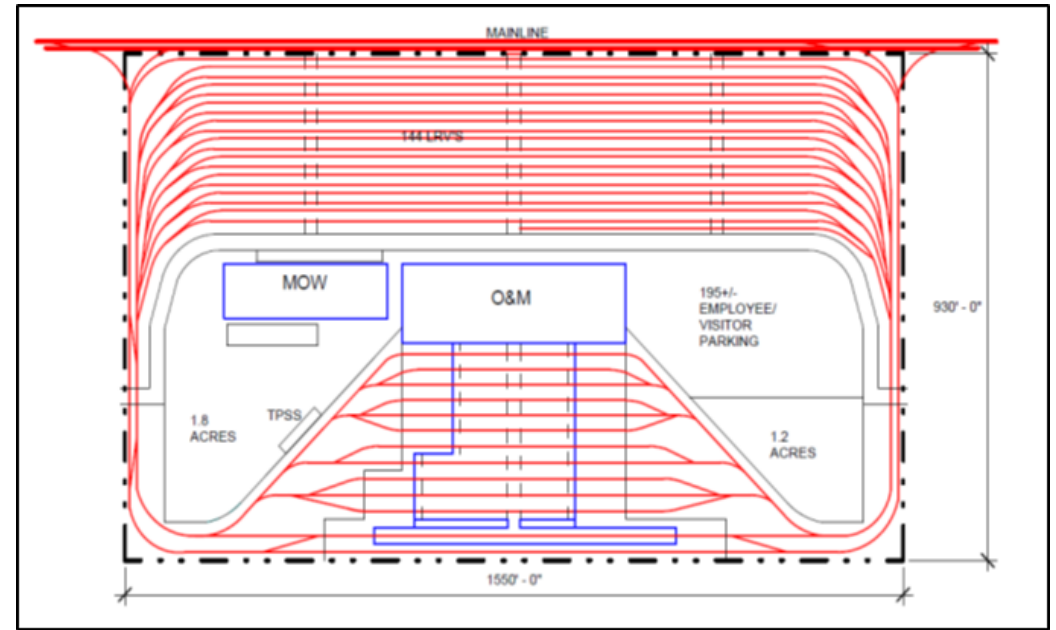 MAINLINE
144 LRV'S
MOW
O&M
195+/-
EMPLOYEE/
VISITOR
PARKING
930' - 0"
1.8
ACRES
TPSS
1.2
ACRES
1550' - 0"